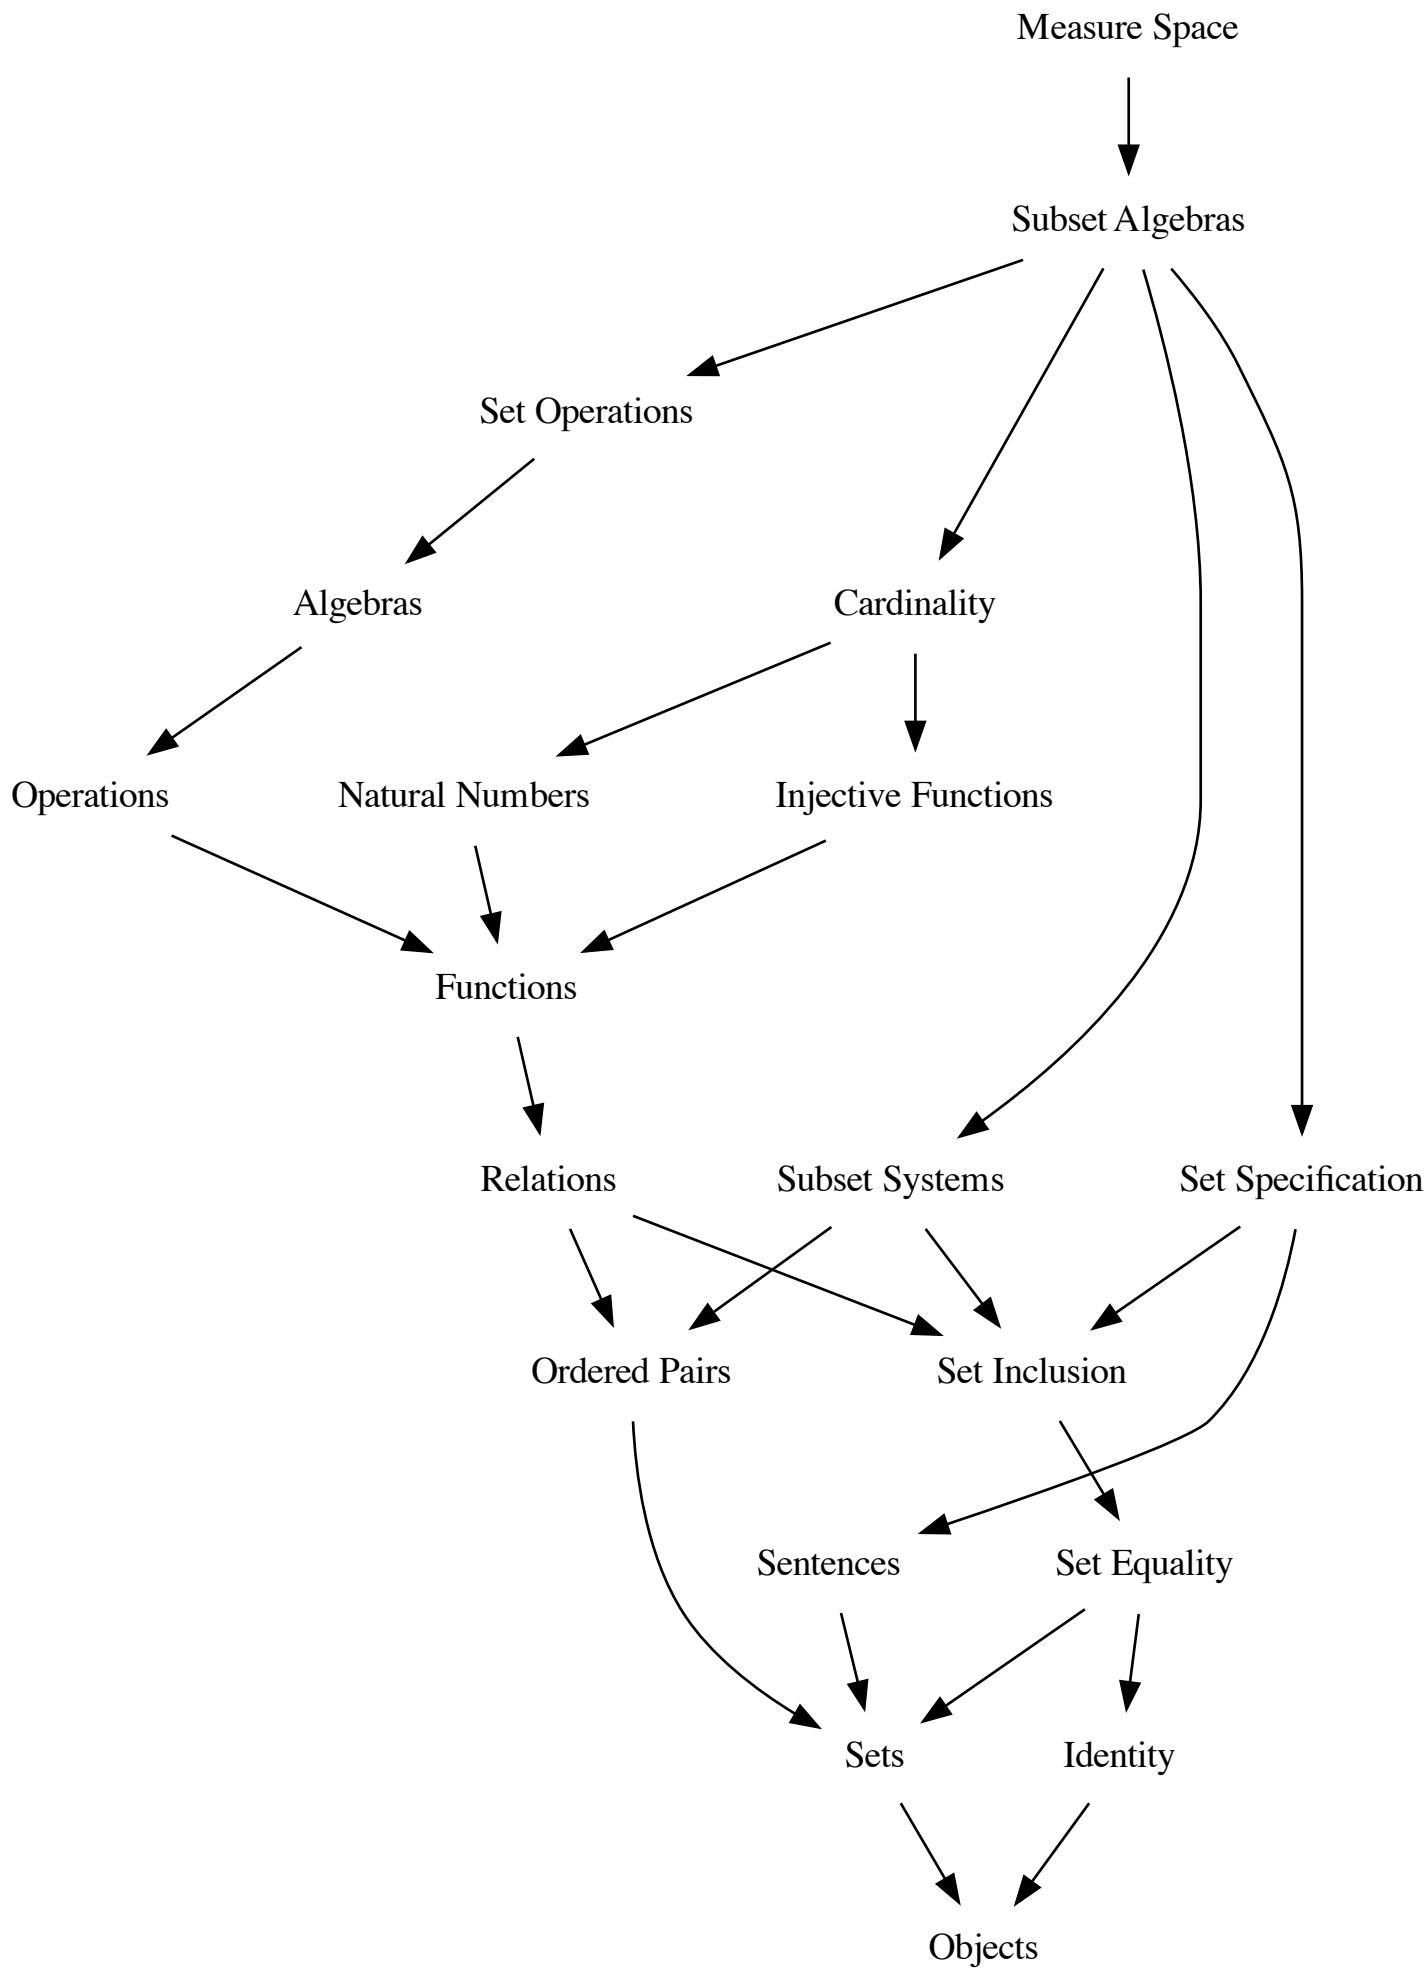 Measure Space
Subset Algebras
Set Operations
Algebras
Cardinality
Operations
Natural Numbers
Injective Functions
Functions
Relations
Subset Systems
Set Specification
Ordered Pairs
Set Inclusion
Sentences
Set Equality
Sets
Identity
Objects